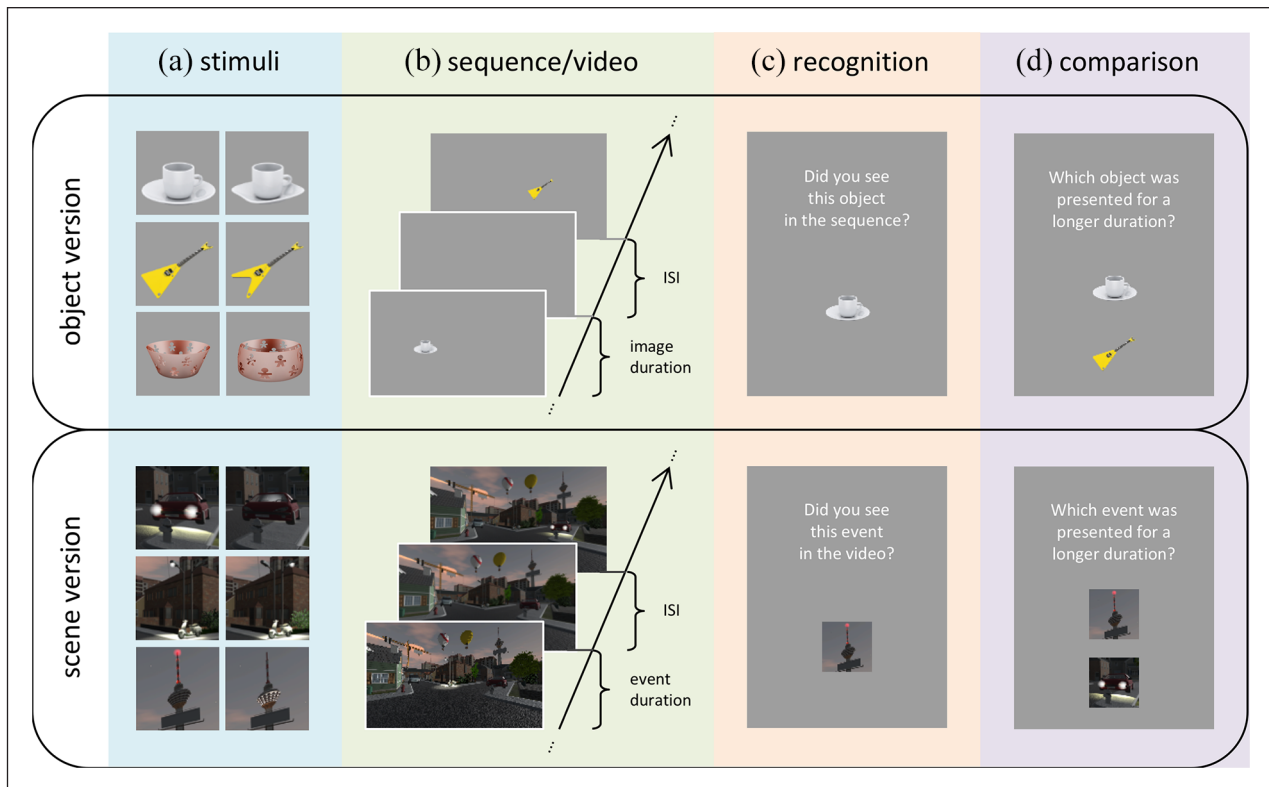 (a) stimuli
(b) sequence/video
(c) recognition
(d) comparison
object version
ISI
image
duration
Did you see
this object
in the sequence?
Which object was
presented for a
longer duration?
scene version
ISI
event
duration
Did you see
this event
in the video?
Which event was
presented for a
longer duration?